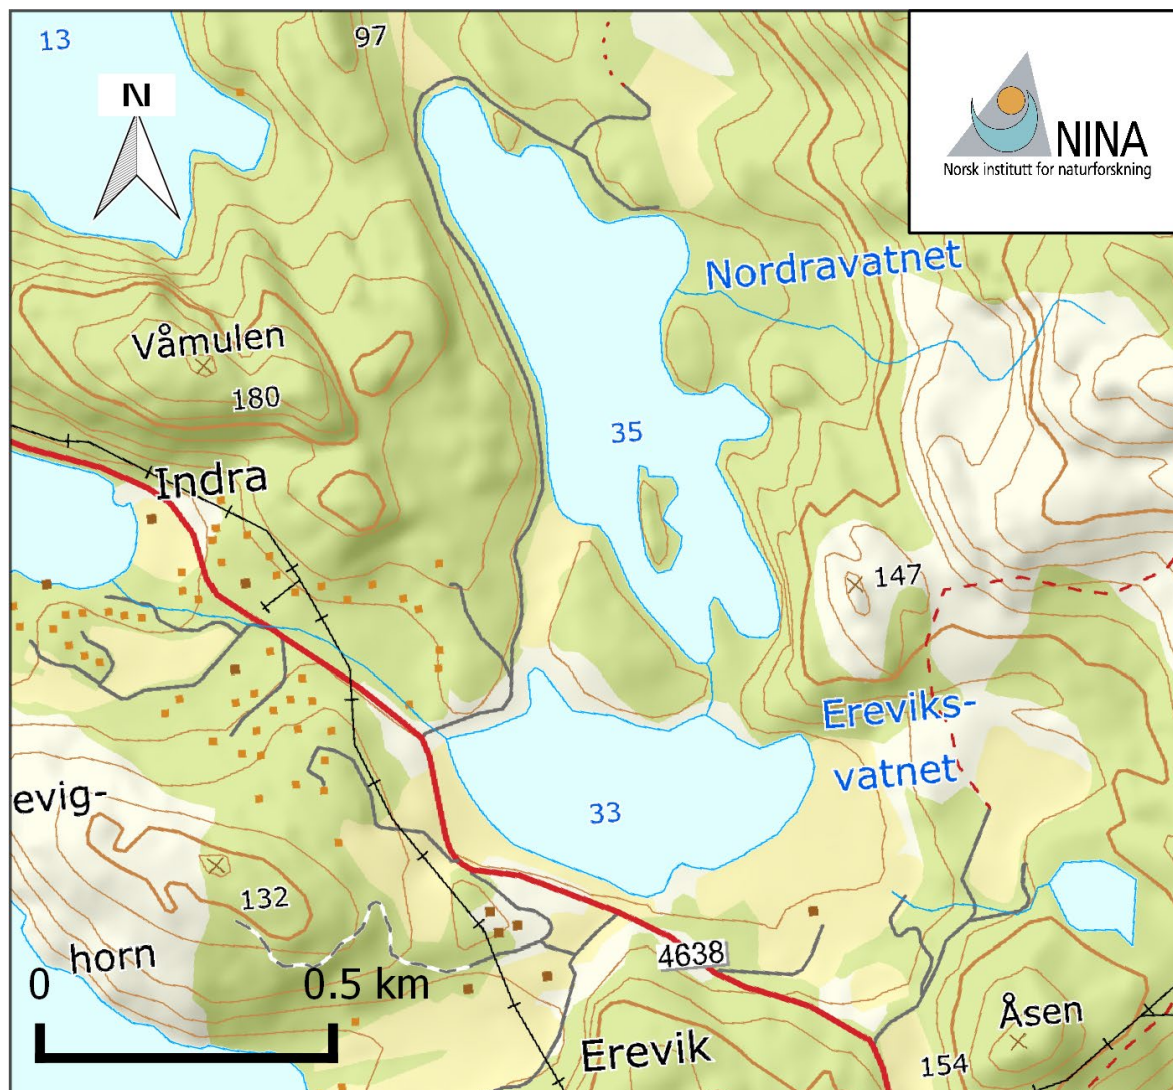 13
97
N
NINA
Norsk institutt for naturforskning
Nordravatnet
Våmulen
180
35
Indra
147
Ereviks-
vatnet
evig-
33
132
horn
4638
0
0.5 km
Åsen
Erevik
154